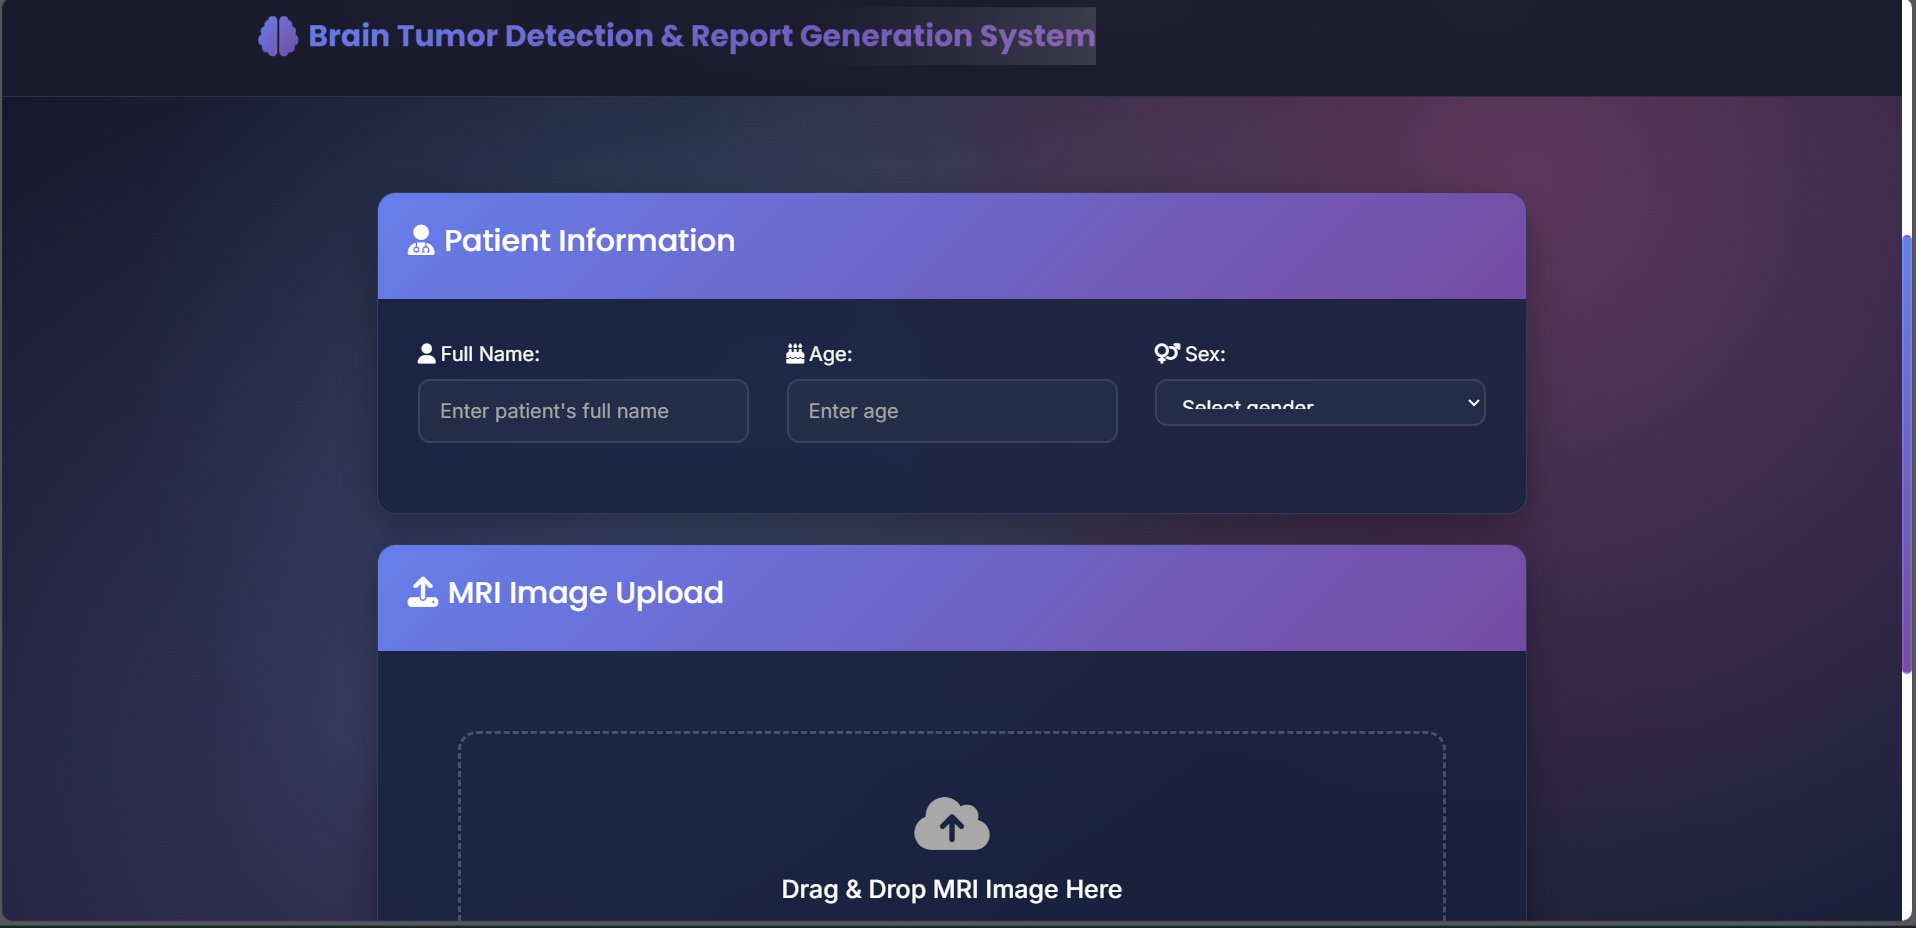 Brain Tumor Detection & Report Generation System
Patient Information
Full Name:
Age:
Sex:
Enter patient's full name
Enter age
Select gender
MRI Image Upload
Drag & Drop MRI Image Here